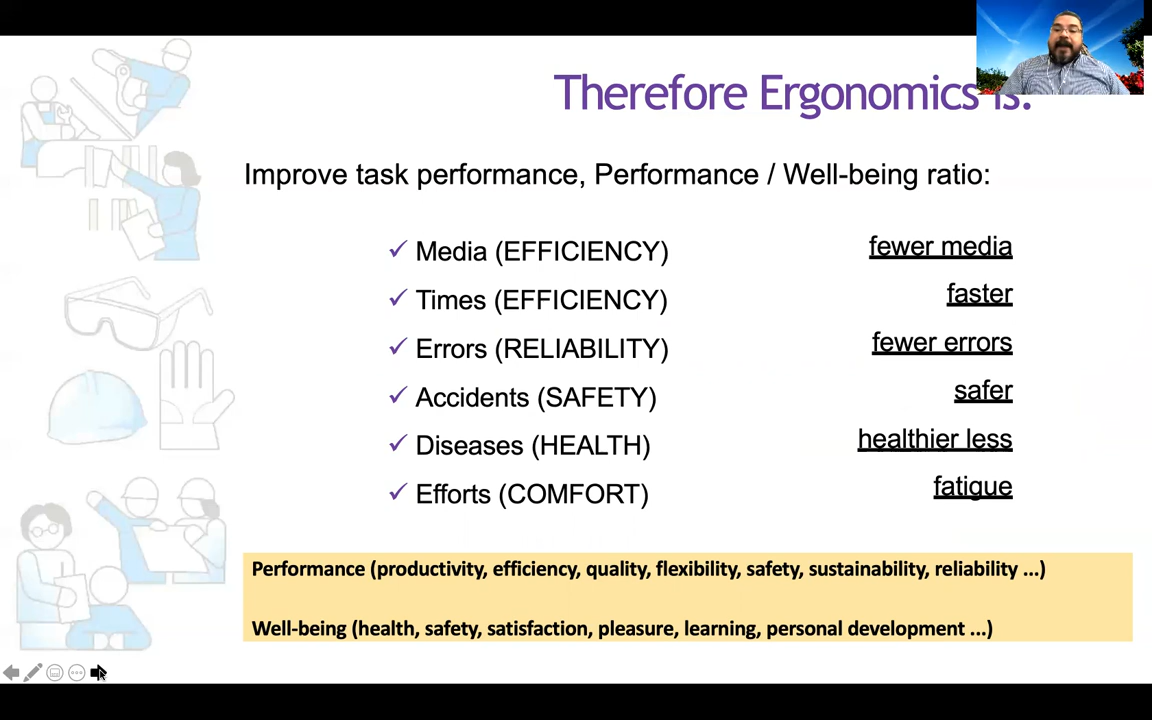 Therefore Ergonomics is:
Improve task performance, Performance / Well-being ratio:
✓ Media (EFFICIENCY) fewer media
✓ Times (EFFICIENCY) faster
✓ Errors (RELIABILITY) fewer errors
✓ Accidents (SAFETY) safer
✓ Diseases (HEALTH) healthier less
✓ Efforts (COMFORT) fatigue
Performance (productivity, efficiency, quality, flexibility, safety, sustainability, reliability ...)
Well-being (health, safety, satisfaction, pleasure, learning, personal development ...)